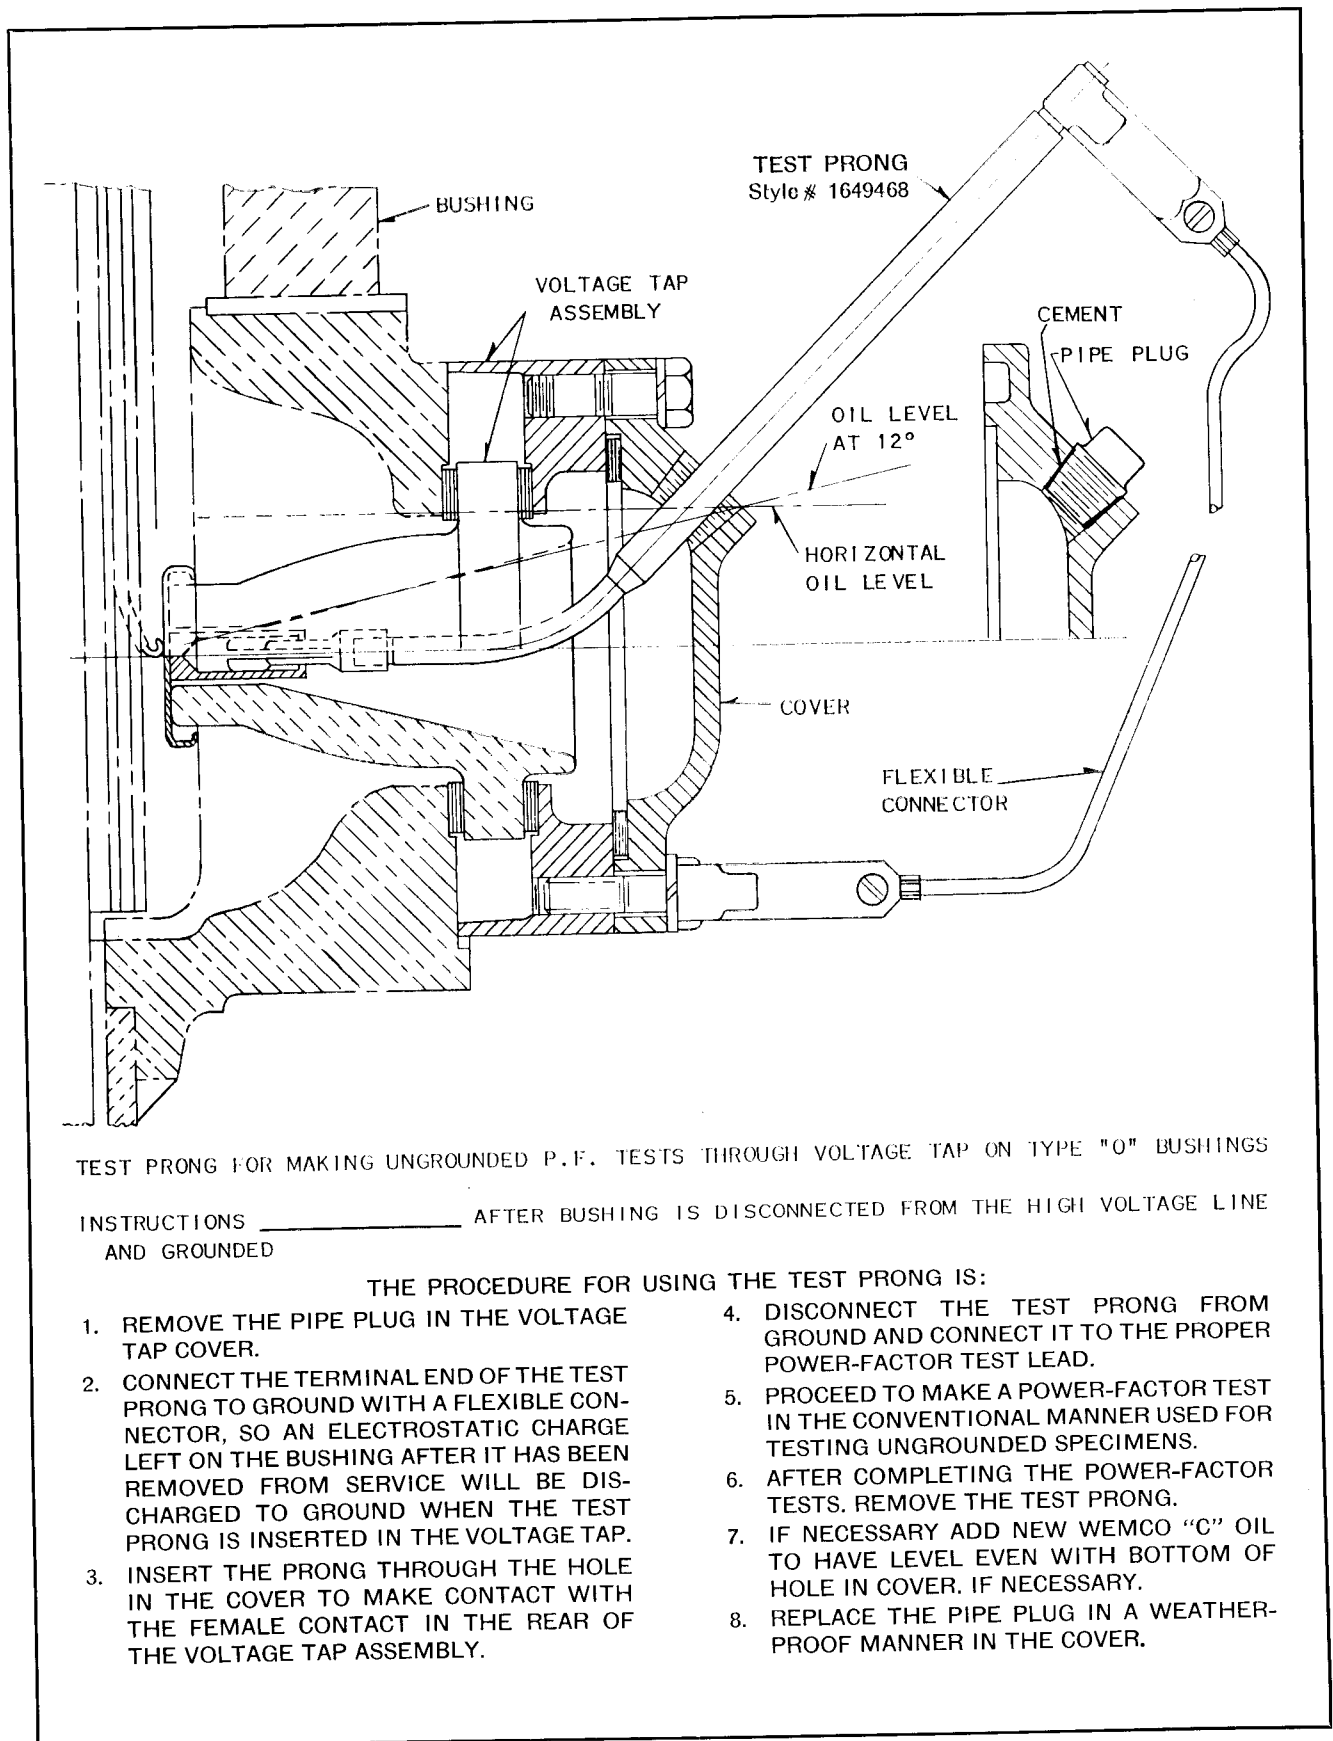 TEST PRONG
Style # 1649468
BUSHING
VOLTAGE TAP
ASSEMBLY
CEMENT
PIPE PLUG
OIL LEVEL
AT 12°
HORIZONTAL
OIL LEVEL
COVER
FLEXIBLE
CONNECTOR
TEST PRONG FOR MAKING UNGROUNDED P.F. TESTS THROUGH VOLTAGE TAP ON TYPE "O" BUSHINGS
INSTRUCTIONS ____________ AFTER BUSHING IS DISCONNECTED FROM THE HIGH VOLTAGE LINE
AND GROUNDED
THE PROCEDURE FOR USING THE TEST PRONG IS:
1. REMOVE THE PIPE PLUG IN THE VOLTAGE
TAP COVER.
2. CONNECT THE TERMINAL END OF THE TEST
PRONG TO GROUND WITH A FLEXIBLE CON-
NECTOR, SO AN ELECTROSTATIC CHARGE
LEFT ON THE BUSHING AFTER IT HAS BEEN
REMOVED FROM SERVICE WILL BE DIS-
CHARGED TO GROUND WHEN THE TEST
PRONG IS INSERTED IN THE VOLTAGE TAP.
3. INSERT THE PRONG THROUGH THE HOLE
IN THE COVER TO MAKE CONTACT WITH
THE FEMALE CONTACT IN THE REAR OF
THE VOLTAGE TAP ASSEMBLY.
4. DISCONNECT THE TEST PRONG FROM
GROUND AND CONNECT IT TO THE PROPER
POWER-FACTOR TEST LEAD.
5. PROCEED TO MAKE A POWER-FACTOR TEST
IN THE CONVENTIONAL MANNER USED FOR
TESTING UNGROUNDED SPECIMENS.
6. AFTER COMPLETING THE POWER-FACTOR
TESTS. REMOVE THE TEST PRONG.
7. IF NECESSARY ADD NEW WEMCO “C” OIL
TO HAVE LEVEL EVEN WITH BOTTOM OF
HOLE IN COVER. IF NECESSARY.
8. REPLACE THE PIPE PLUG IN A WEATHER-
PROOF MANNER IN THE COVER.